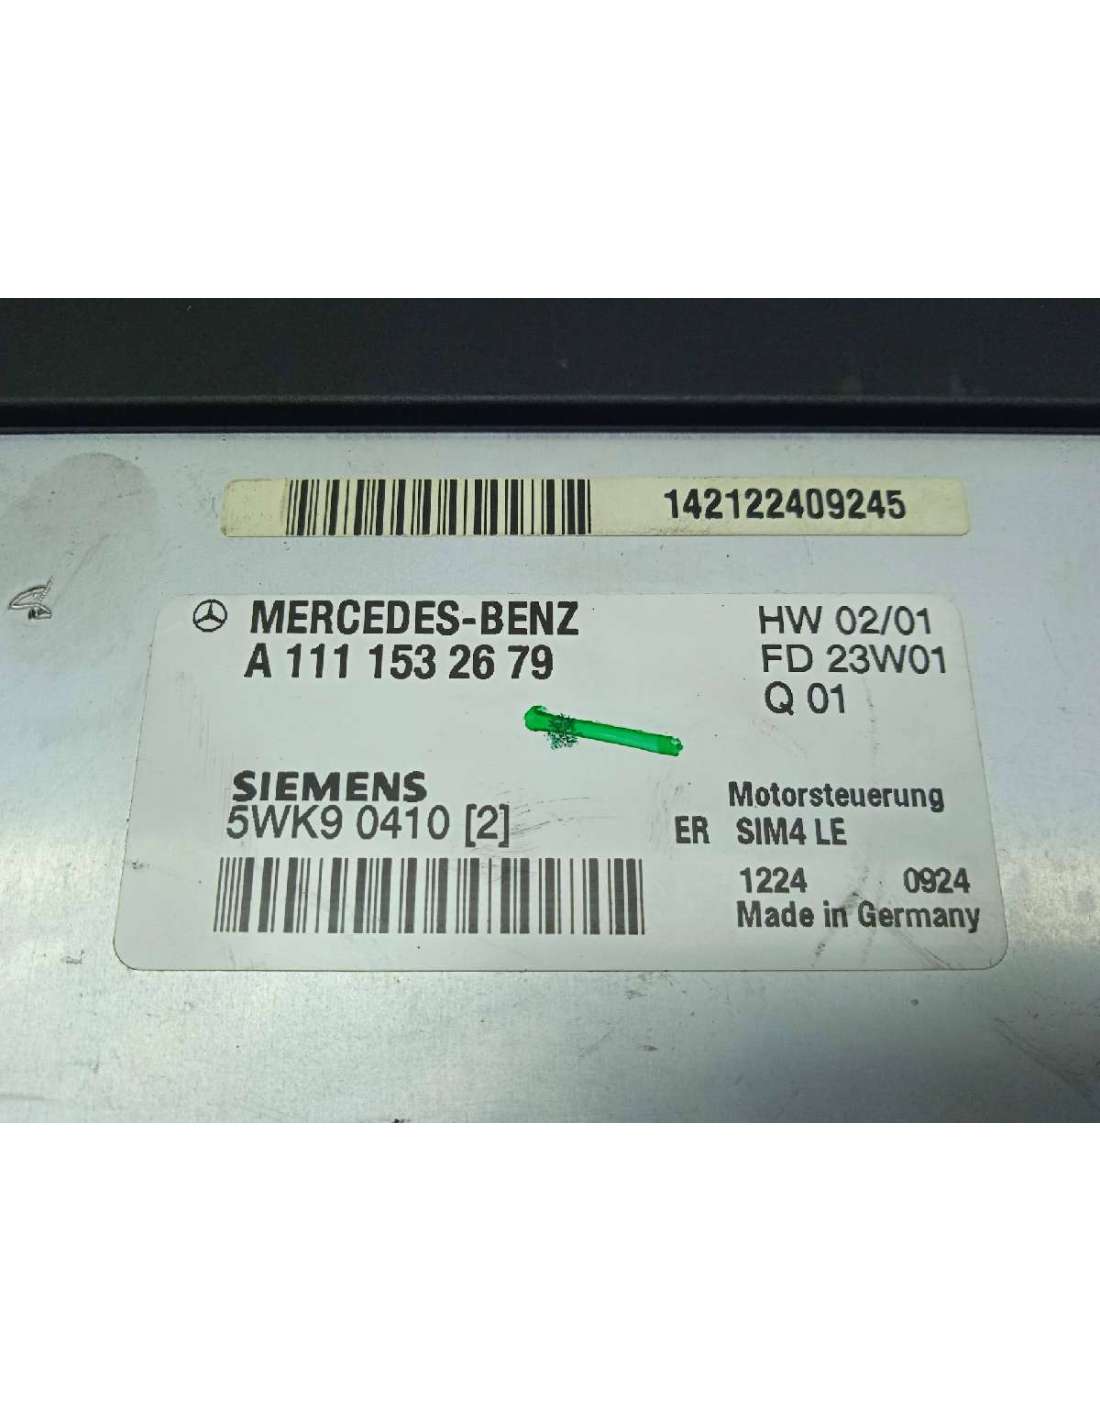 142122409245
MERCEDES-BENZ
A 111 153 26 79
HW 02/01
FD 23W01
Q 01
SIEMENS
5WK9 0410 [2]
Motorsteuerung
ER SIM4 LE
1224 0924
Made in Germany